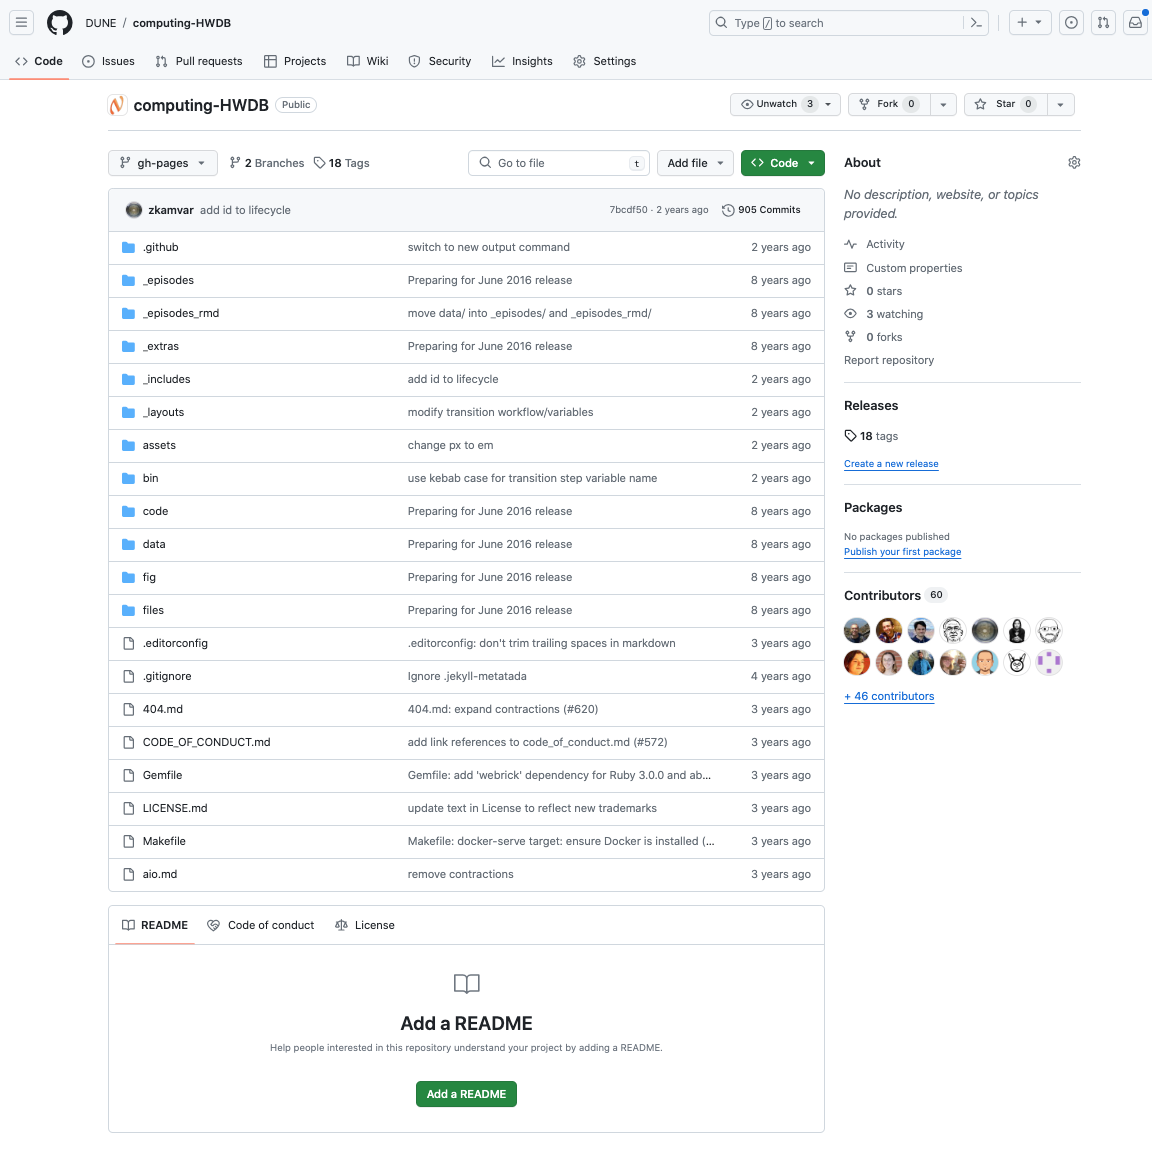 DUNE / computing-HWDB
Type / to search
Code Issues Pull requests Projects Wiki Security Insights Settings
computing-HWDB Public
Unwatch 3 Fork 0 Star 0
gh-pages 2 Branches 18 Tags
Go to file t Add file Code
zkamvar add id to lifecycle 7bcdf50 · 2 years ago 905 Commits
.github switch to new output command 2 years ago
_episodes Preparing for June 2016 release 8 years ago
_episodes_rmd move data/ into _episodes/ and _episodes_rmd/ 8 years ago
_extras Preparing for June 2016 release 8 years ago
_includes add id to lifecycle 2 years ago
_layouts modify transition workflow/variables 2 years ago
assets change px to em 2 years ago
bin use kebab case for transition step variable name 2 years ago
code Preparing for June 2016 release 8 years ago
data Preparing for June 2016 release 8 years ago
fig Preparing for June 2016 release 8 years ago
files Preparing for June 2016 release 8 years ago
.editorconfig .editorconfig: don't trim trailing spaces in markdown 3 years ago
.gitignore Ignore .jekyll-metatada 4 years ago
404.md 404.md: expand contractions (#620) 3 years ago
CODE_OF_CONDUCT.md add link references to code_of_conduct.md (#572) 3 years ago
Gemfile Gemfile: add 'webrick' dependency for Ruby 3.0.0 and ab... 3 years ago
LICENSE.md update text in License to reflect new trademarks 3 years ago
Makefile Makefile: docker-serve target: ensure Docker is installed (... 3 years ago
aio.md remove contractions 3 years ago
README Code of conduct License
Add a README
Help people interested in this repository understand your project by adding a README.
Add a README
About
No description, website, or topics
provided.
Activity
Custom properties
0 stars
3 watching
0 forks
Report repository
Releases
18 tags
Create a new release
Packages
No packages published
Publish your first package
Contributors 60
+ 46 contributors